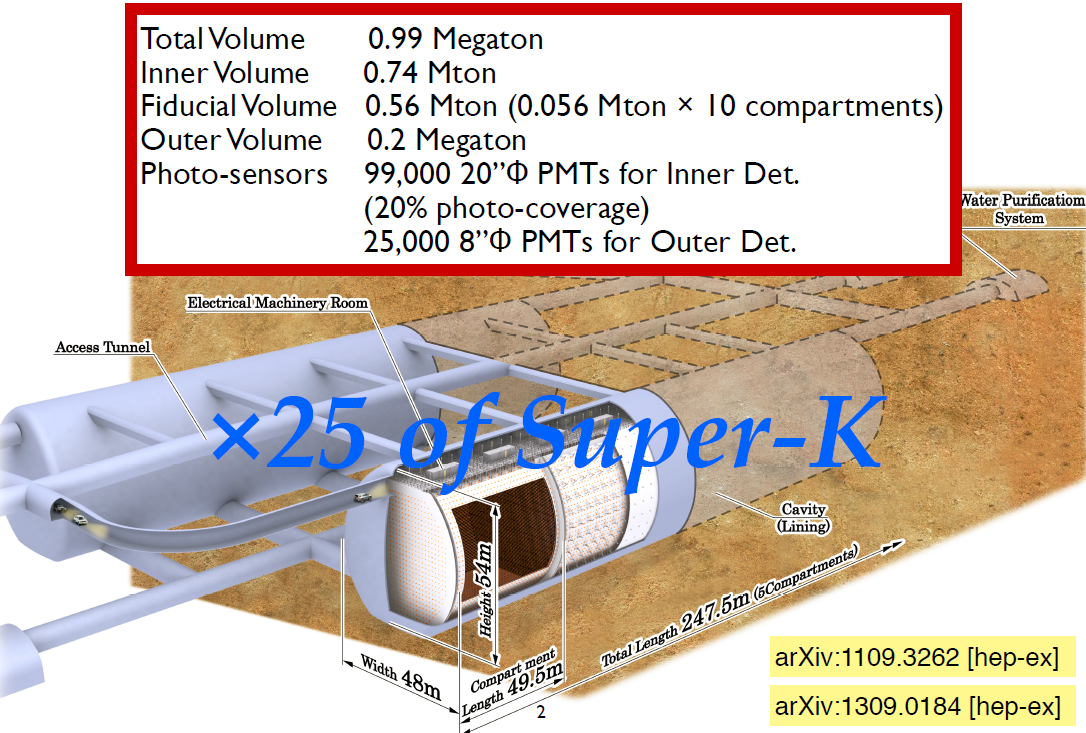 Total Volume 0.99 Megaton
Inner Volume 0.74 Mton
Fiducial Volume 0.56 Mton (0.056 Mton × 10 compartments)
Outer Volume 0.2 Megaton
Photo-sensors 99,000 20”Φ PMTs for Inner Det.
(20% photo-coverage)
25,000 8”Φ PMTs for Outer Det.
Water Purification
System
Electrical Machinery Room
Access Tunnel
×25 of Super-K
Cavity
(Lining)
Height 54m
Total Length 247.5m (5Compartments)
Width 48m
Compart ment
Length 49.5m
2
arXiv:1109.3262 [hep-ex]
arXiv:1309.0184 [hep-ex]